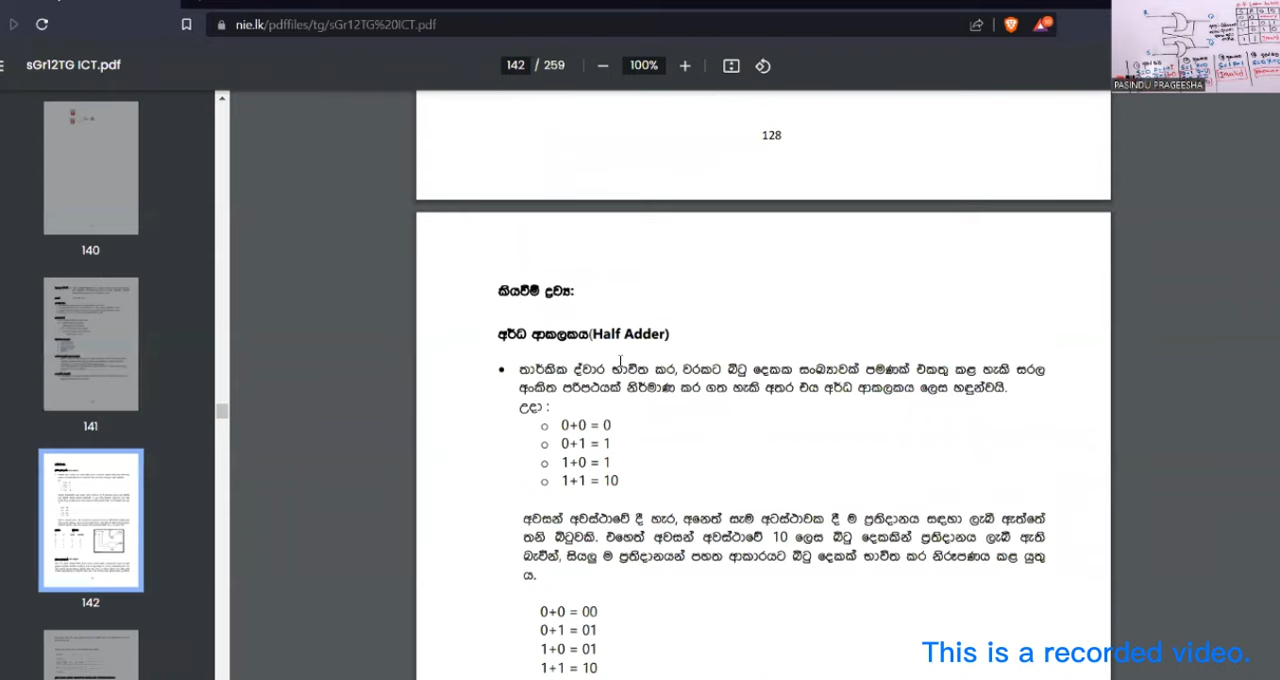 nie.lk/pdffiles/tg/sGr12TG%20ICT.pdf
sGr12TG ICT.pdf
142 / 259
100%
PASINDU PRAGEESHA
140
141
142
128
කියවීම් ද්‍රව්‍ය:
අර්ධ ආකලකය(Half Adder)
• තාර්කික ද්වාර භාවිත කර, වරකට බිටු දෙකක සංඛ්‍යාවක් පමණක් එකතු කළ හැකි සරල
අංකිත පරිපථයක් නිර්මාණ කර ගත හැකි අතර එය අර්ධ ආකලකය ලෙස හඳුන්වයි.
උදා :
o 0+0 = 0
o 0+1 = 1
o 1+0 = 1
o 1+1 = 10
අවසන් අවස්ථාවේ දී හැර, අනෙත් සැම අටස්ථාවක දී ම ප්‍රතිදානය සඳහා ලැබී ඇත්තේ
තනි බිටුවකි. එහෙත් අවසන් අවස්ථාවේ 10 ලෙස බිටු දෙකකින් ප්‍රතිදානය ලැබී ඇති
බැවින්, සියලු ම ප්‍රතිදානයන් පහත ආකාරයට බිටු දෙකක් භාවිත කර නිරූපණය කළ යුතු
ය.
0+0 = 00
0+1 = 01
1+0 = 01
1+1 = 10
This is a recorded video.